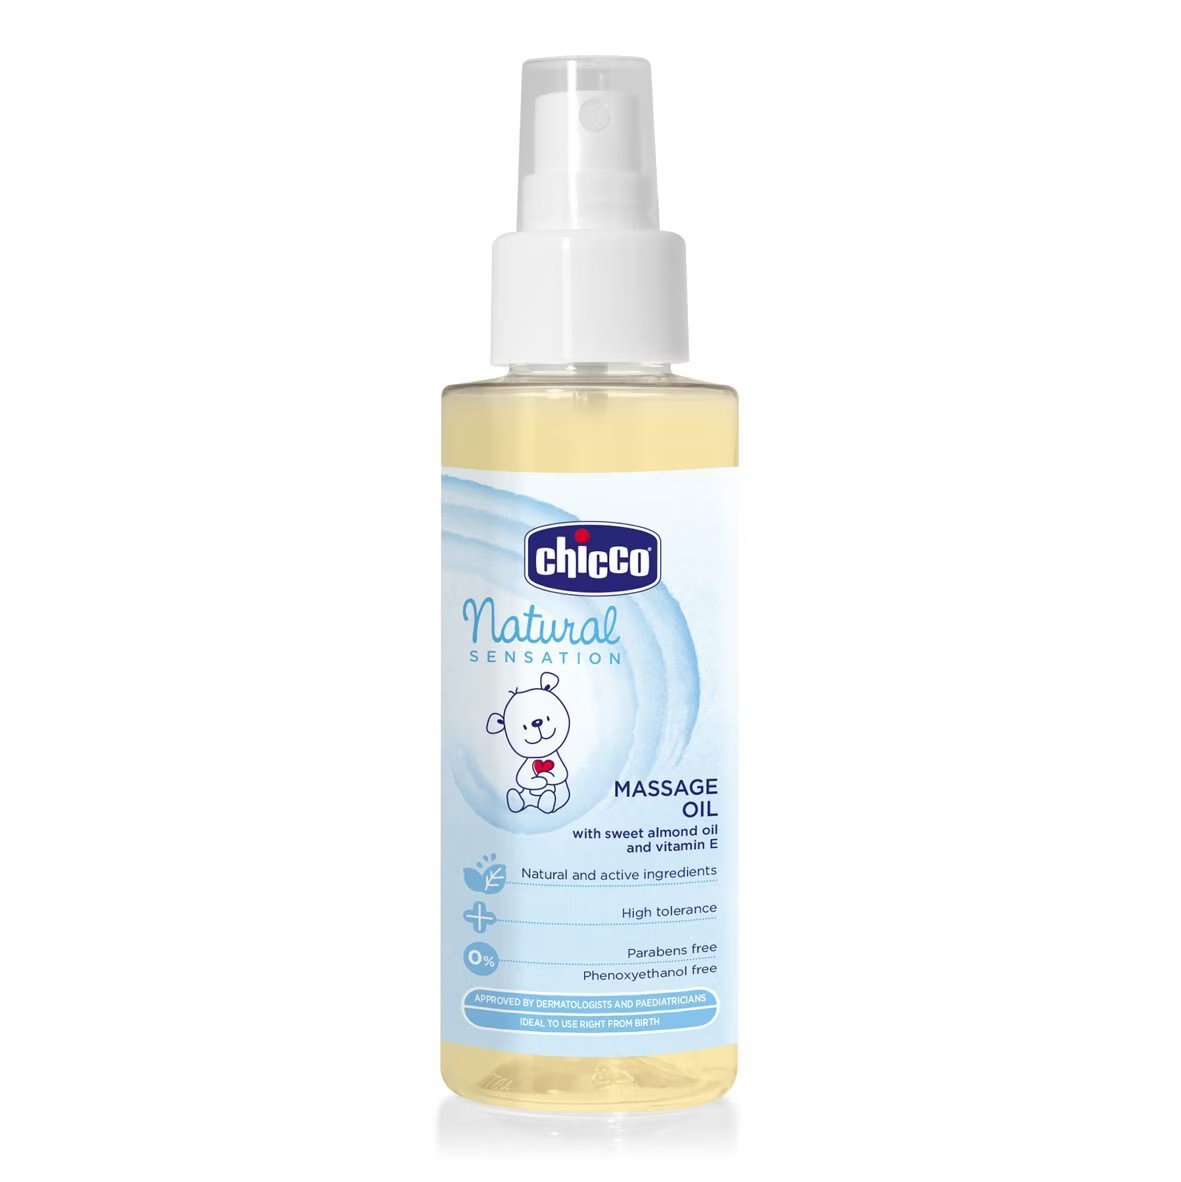 chicco®
Natural
SENSATION
MASSAGE
OIL
with sweet almond oil
and vitamin E
Natural and active ingredients
High tolerance
0%
Parabens free
Phenoxyethanol free
APPROVED BY DERMATOLOGISTS AND PAEDIATRICIANS
IDEAL TO USE RIGHT FROM BIRTH